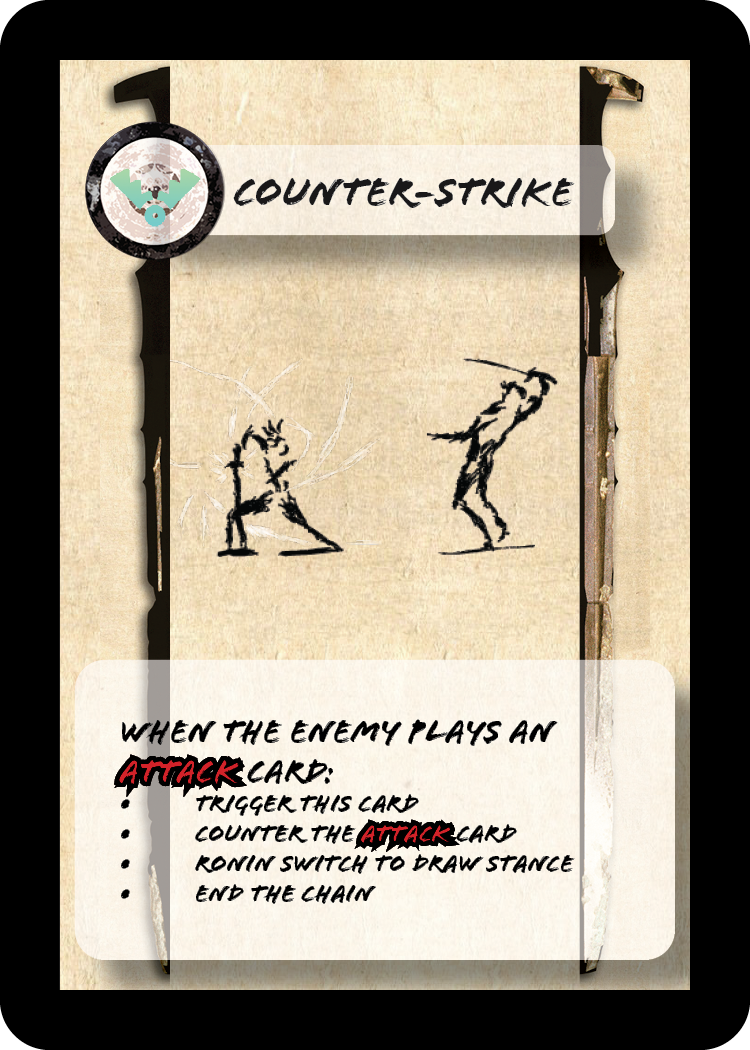 COUNTER-STRIKE
WHEN THE ENEMY PLAYS AN
ATTACK CARD:
• TRIGGER THIS CARD
• COUNTER THE ATTACK CARD
• RONIN SWITCH TO DRAW STANCE
• END THE CHAIN